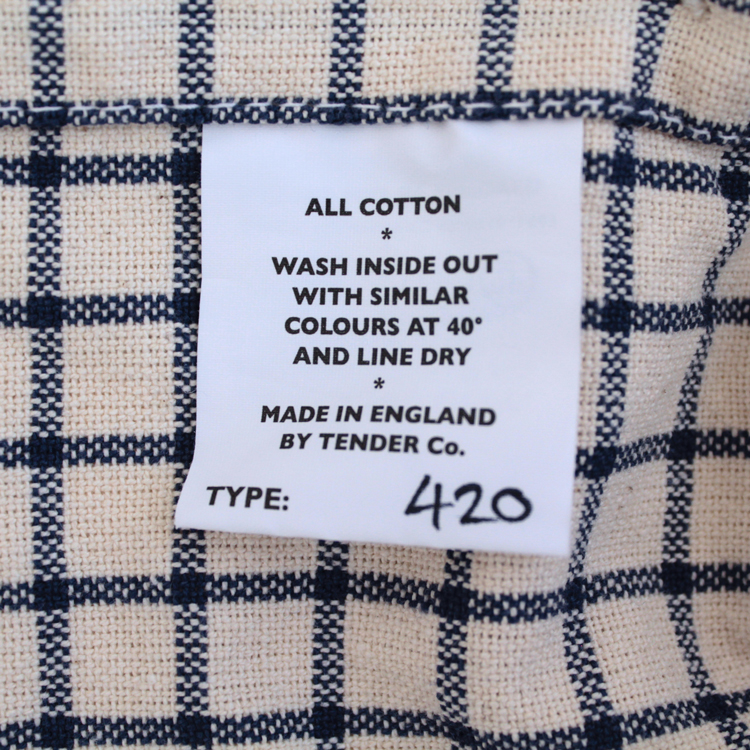 ALL COTTON
*
WASH INSIDE OUT
WITH SIMILAR
COLOURS AT 40°
AND LINE DRY
*
MADE IN ENGLAND
BY TENDER Co.
TYPE: 420